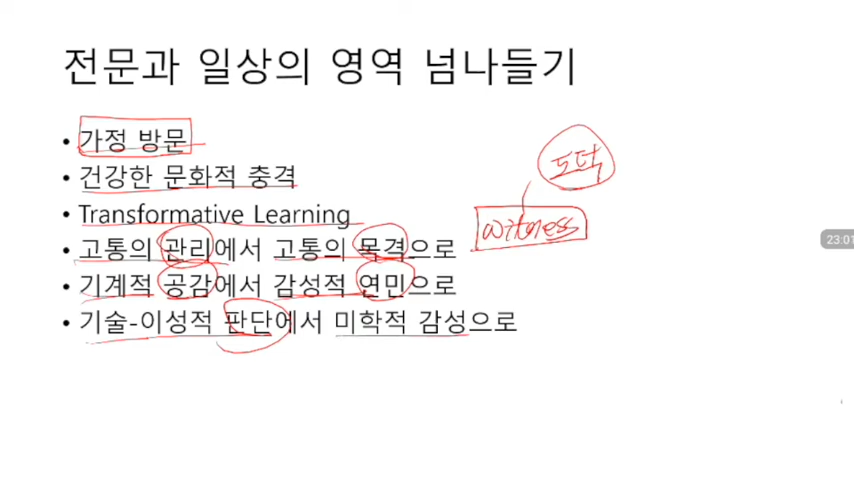 전문과 일상의 영역 넘나들기
• 가정 방문
• 건강한 문화적 충격
• Transformative Learning
• 고통의 관리에서 고통의 목격으로
• 기계적 공감에서 감성적 연민으로
• 기술-이성적 판단에서 미학적 감성으로
도덕
witness
23:01